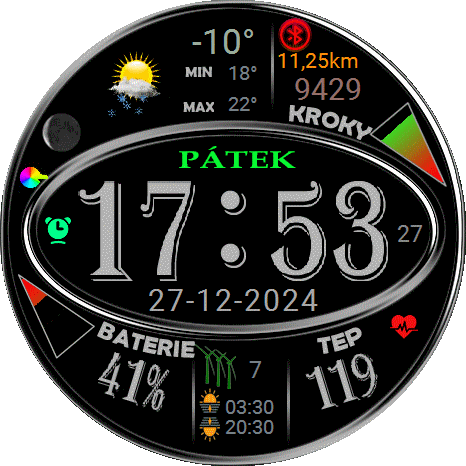 -10°
MIN 18°
MAX 22°
11,25km
9429
KROKY
PÁTEK
17:53
27
27-12-2024
BATERIE
41%
7
03:30
20:30
TEP
119